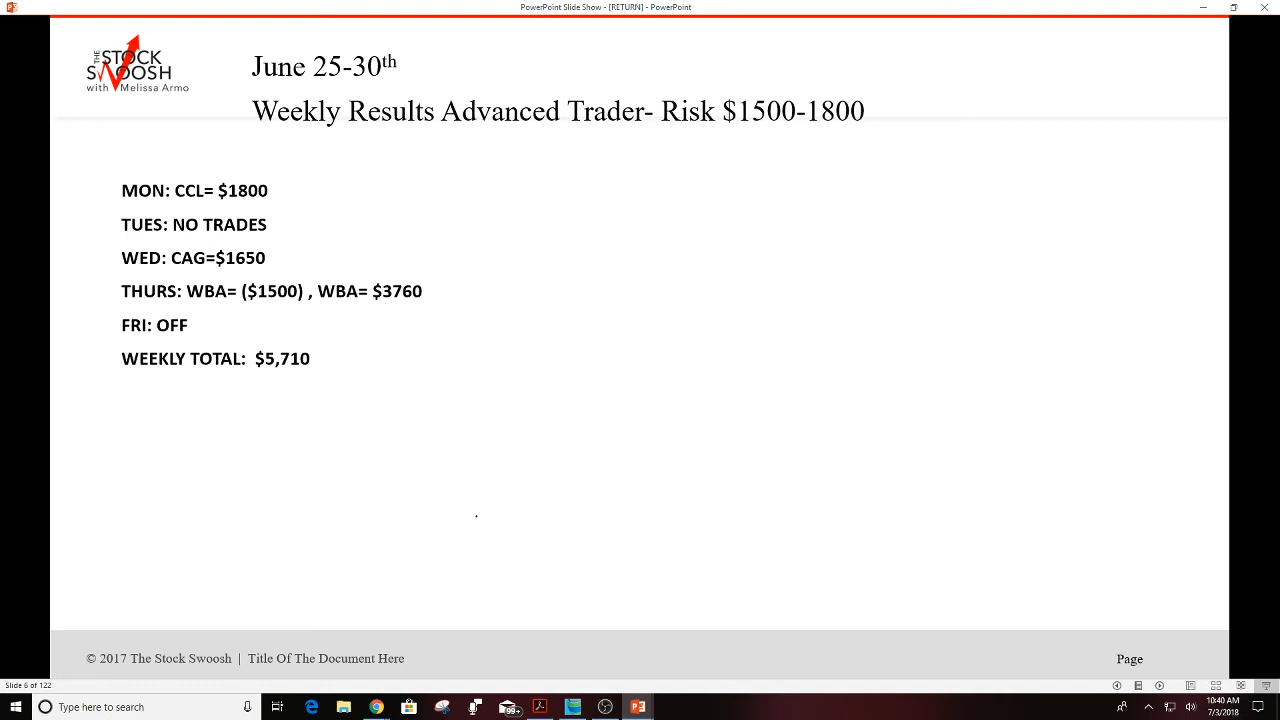 PowerPoint Slide Show - [RETURN] - PowerPoint
THE
STOCK
SWOOSH
with Melissa Armo
June 25-30th
Weekly Results Advanced Trader- Risk $1500-1800
MON: CCL= $1800
TUES: NO TRADES
WED: CAG=$1650
THURS: WBA= ($1500) , WBA= $3760
FRI: OFF
WEEKLY TOTAL:  $5,710
© 2017 The Stock Swoosh | Title Of The Document Here
Page
Slide 6 of 122
Type here to search
99+
10:40 AM
7/3/2018